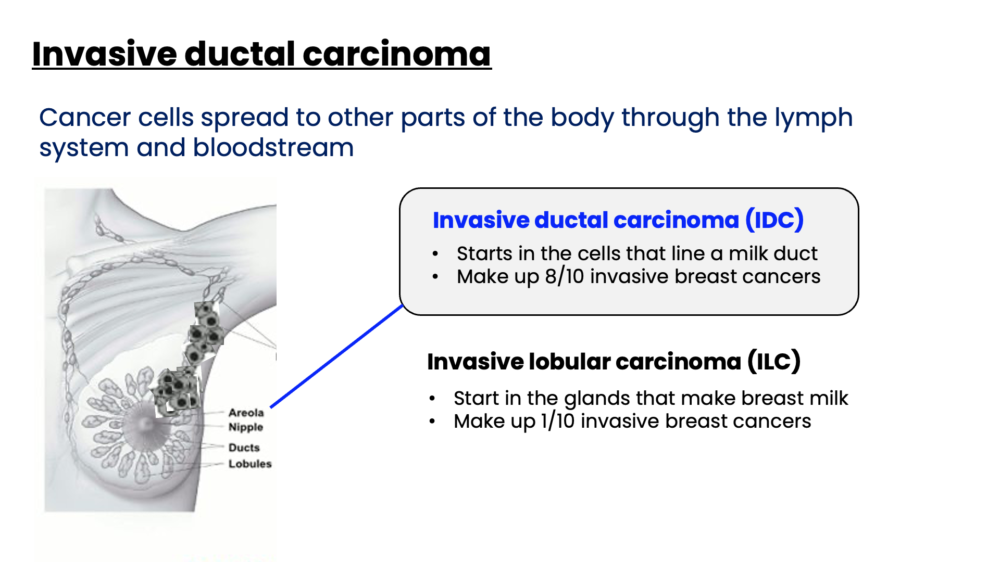 Invasive ductal carcinoma
Cancer cells spread to other parts of the body through the lymph
system and bloodstream
Invasive ductal carcinoma (IDC)
• Starts in the cells that line a milk duct
• Make up 8/10 invasive breast cancers
Invasive lobular carcinoma (ILC)
• Start in the glands that make breast milk
• Make up 1/10 invasive breast cancers
Areola
Nipple
Ducts
Lobules